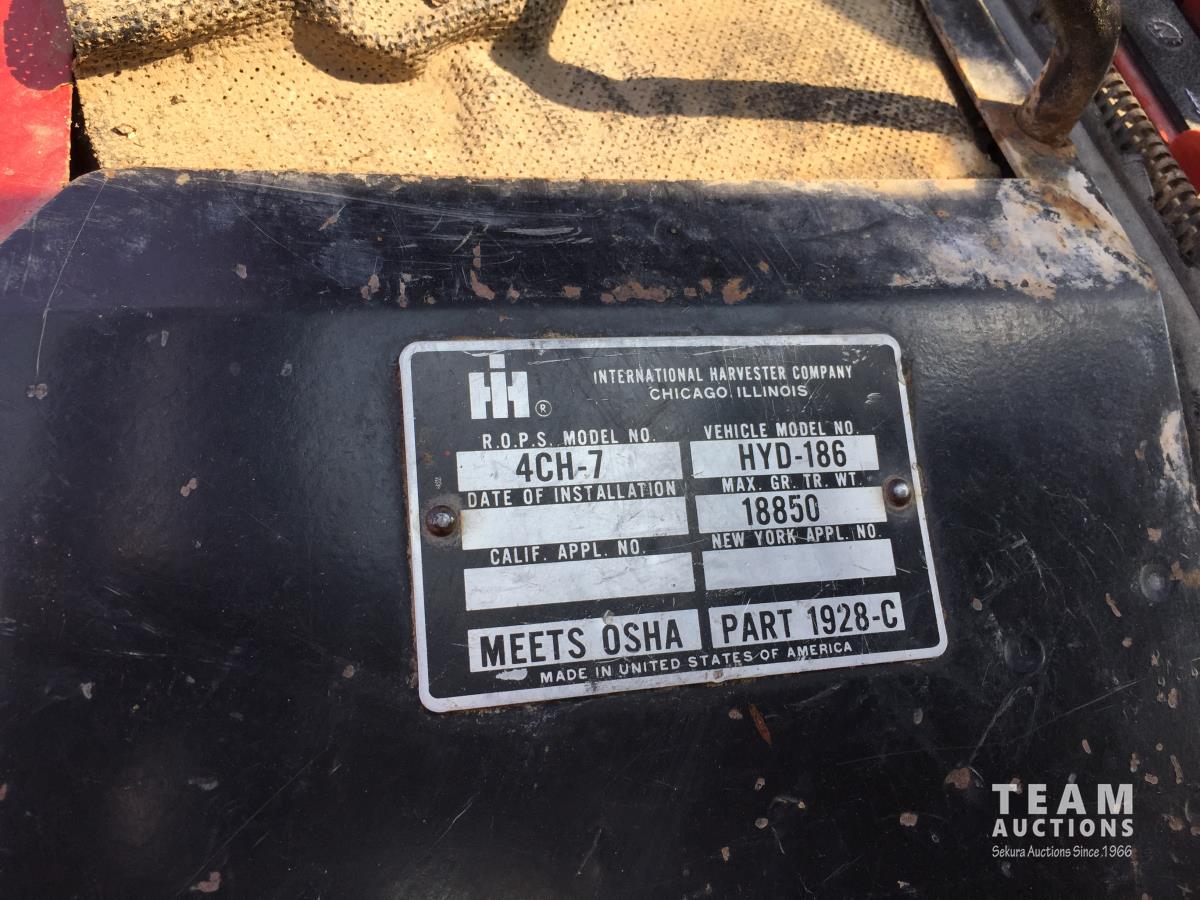 IH ®
INTERNATIONAL HARVESTER COMPANY
CHICAGO, ILLINOIS
R.O.P.S. MODEL NO.
4CH-7
VEHICLE MODEL NO.
HYD-186
DATE OF INSTALLATION
MAX. GR. TR. WT.
18850
CALIF. APPL. NO.
NEW YORK APPL. NO.
MEETS OSHA PART 1928-C
MADE IN UNITED STATES OF AMERICA
TEAM
AUCTIONS
Sekura Auctions Since 1966